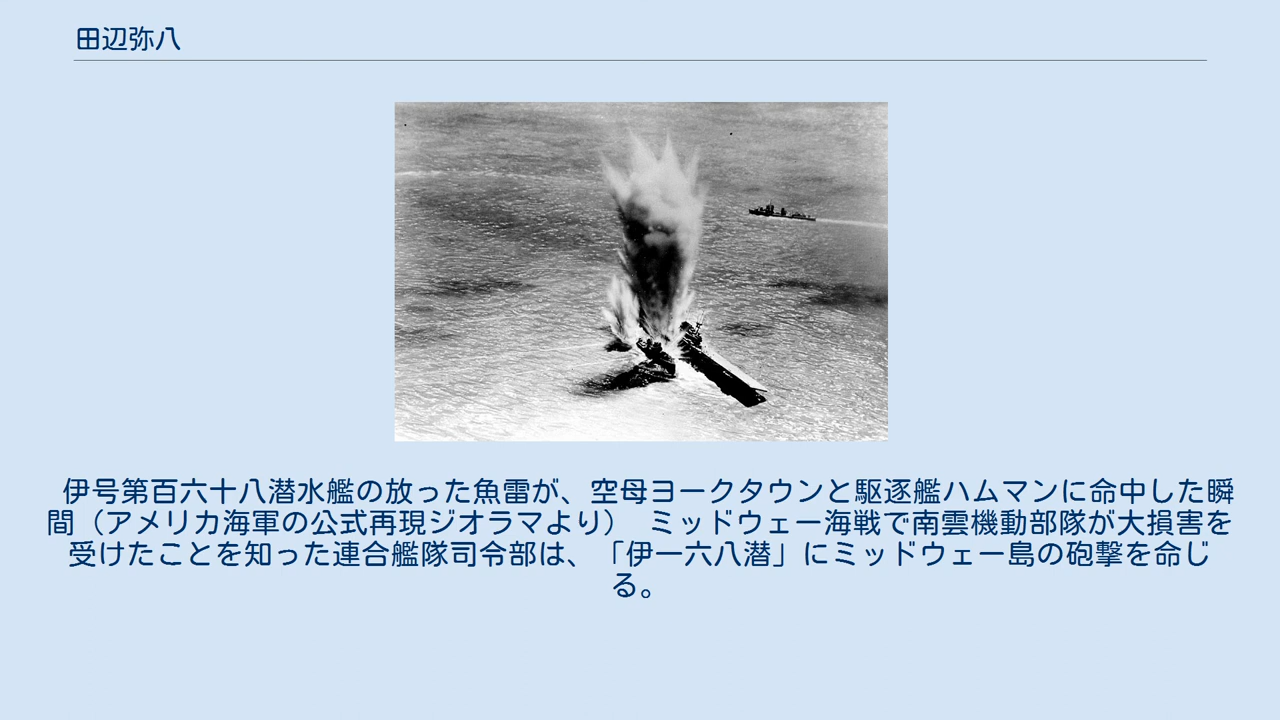 田辺弥八
伊号第百六十八潜水艦の放った魚雷が、空母ヨークタウンと駆逐艦ハムマンに命中した瞬
間（アメリカ海軍の公式再現ジオラマより）　ミッドウェー海戦で南雲機動部隊が大損害を
受けたことを知った連合艦隊司令部は、「伊一六八潜」にミッドウェー島の砲撃を命じ
る。